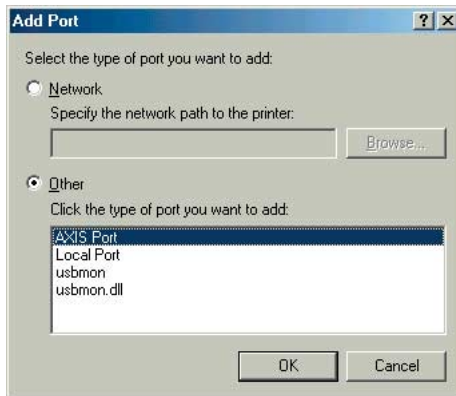 Add Port
Select the type of port you want to add:
Network
Specify the network path to the printer:
Browse...
Other
Click the type of port you want to add:
AXIS Port
Local Port
usbmon
usbmon.dll
OK Cancel